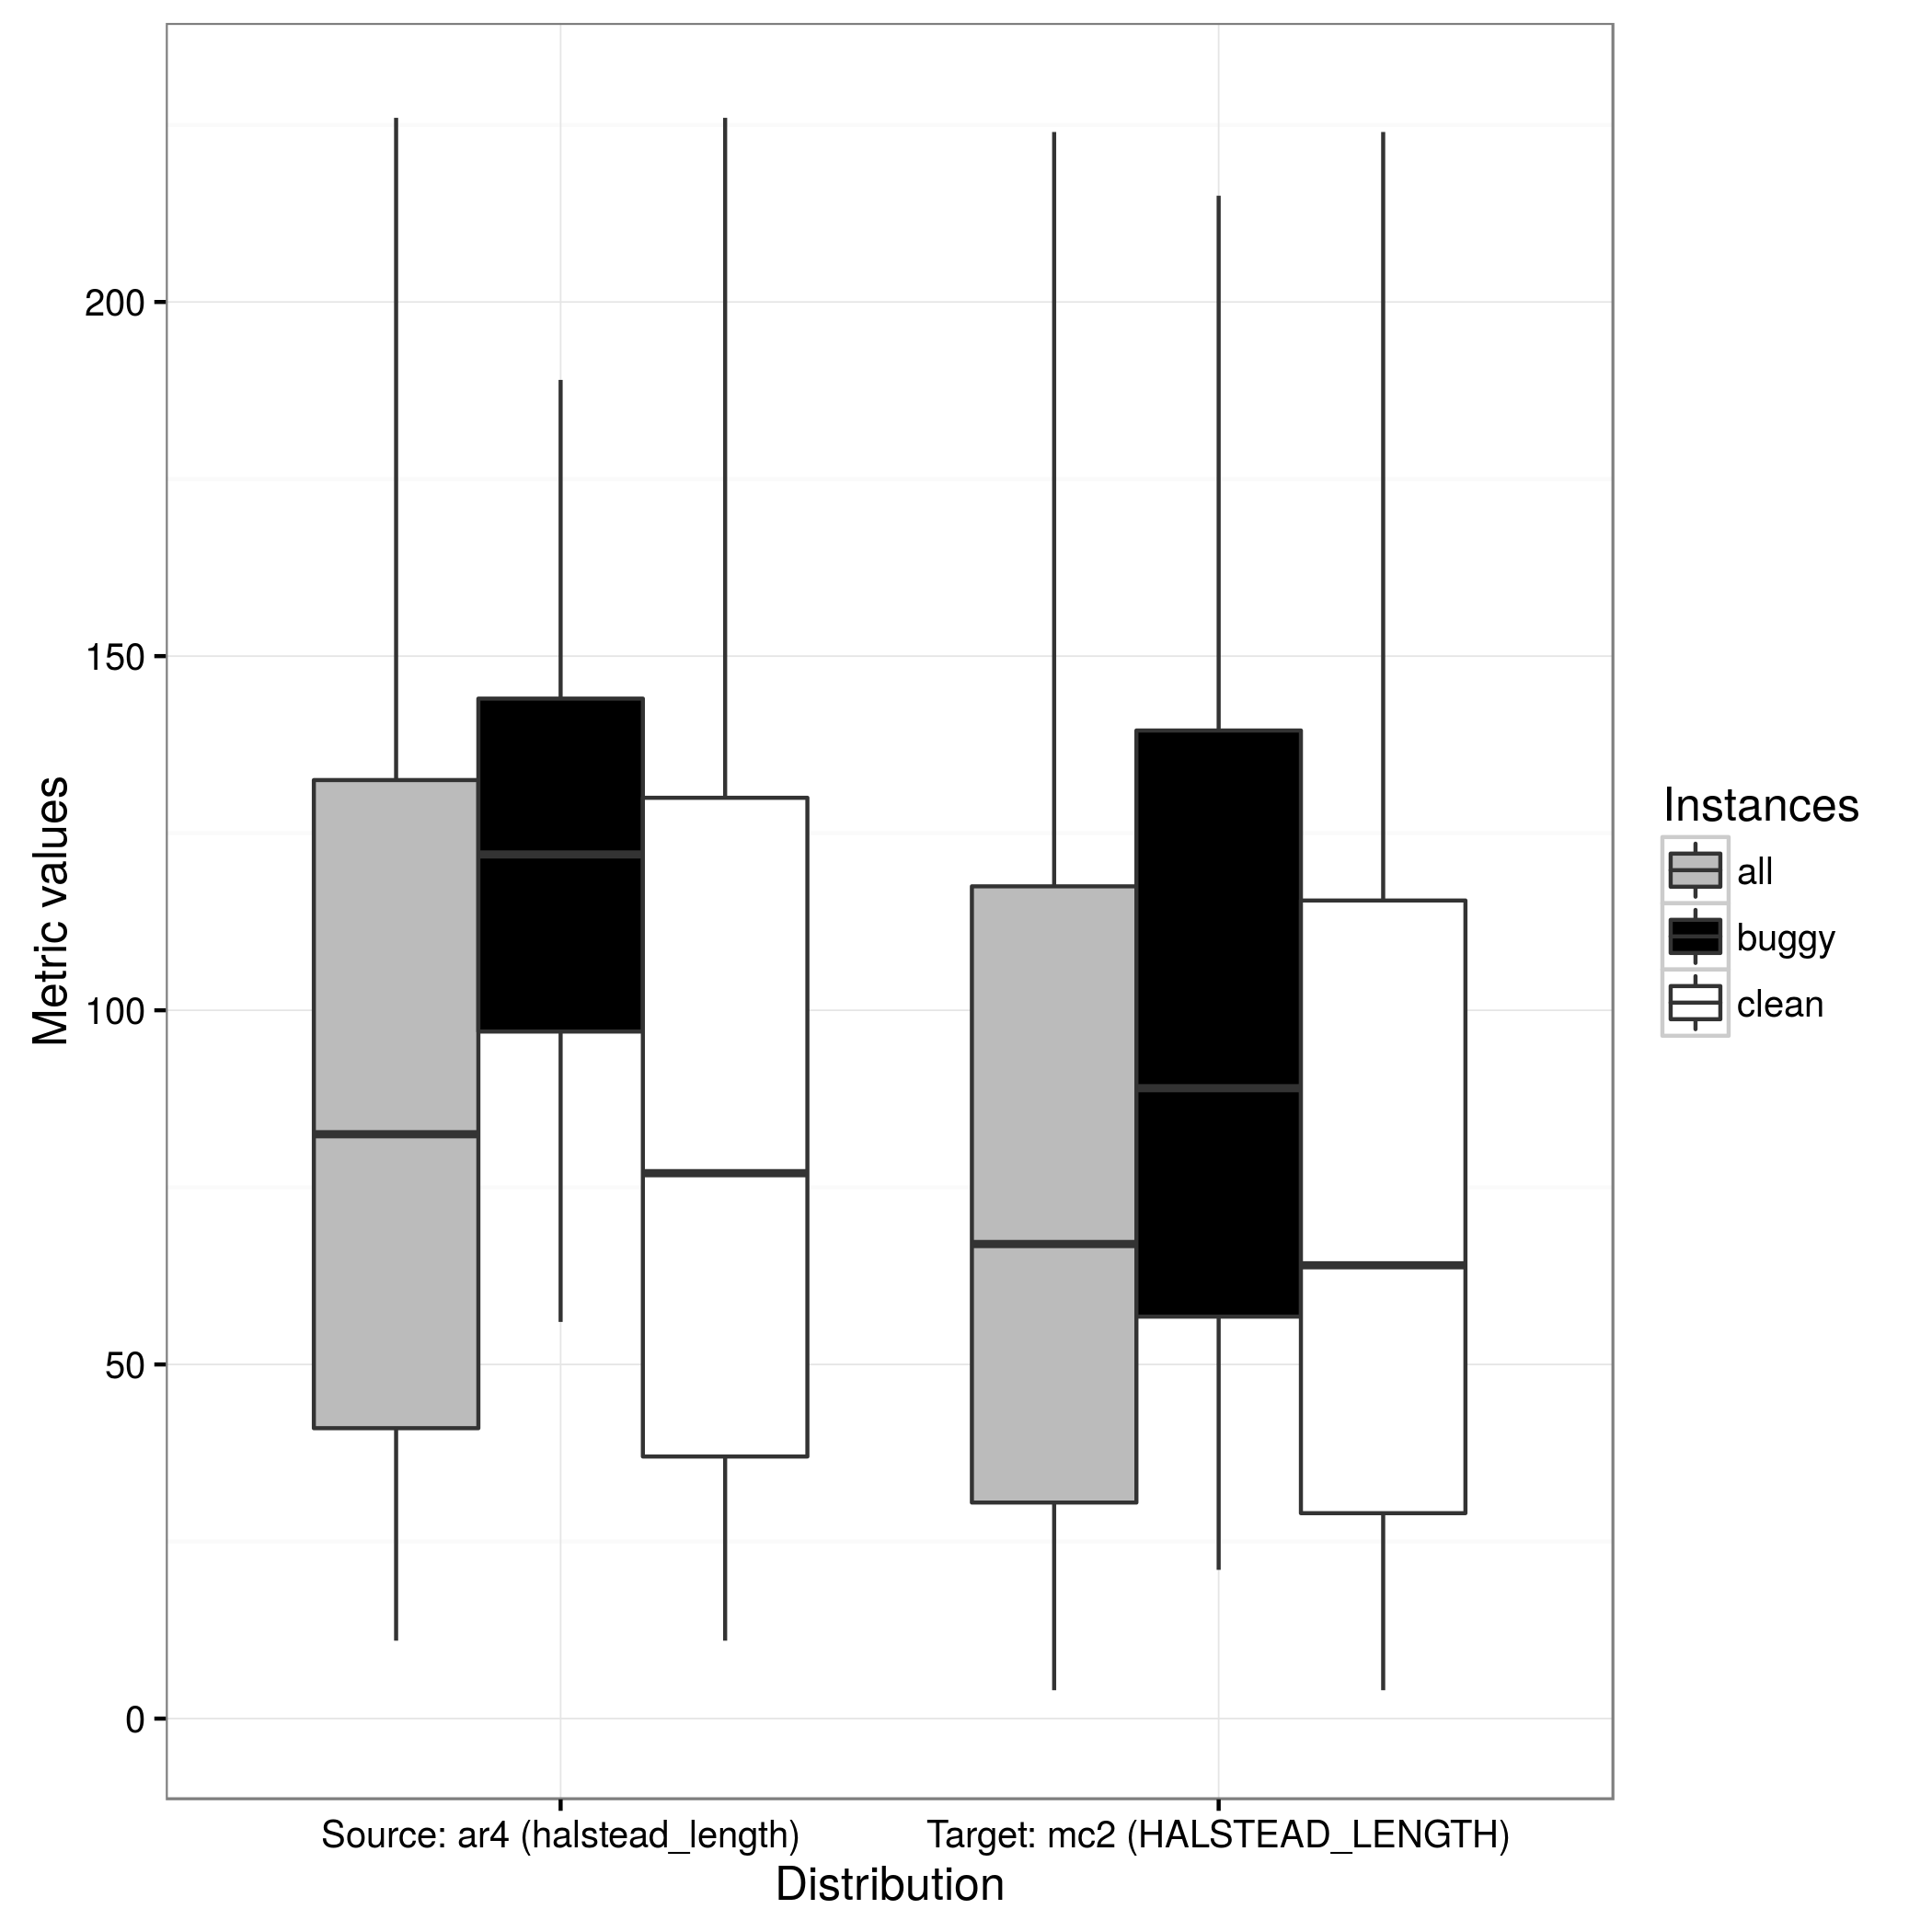 Metric values
200
150
100
50
0
Source: ar4 (halstead_length)
Target: mc2 (HALSTEAD_LENGTH)
Distribution
Instances
all
buggy
clean